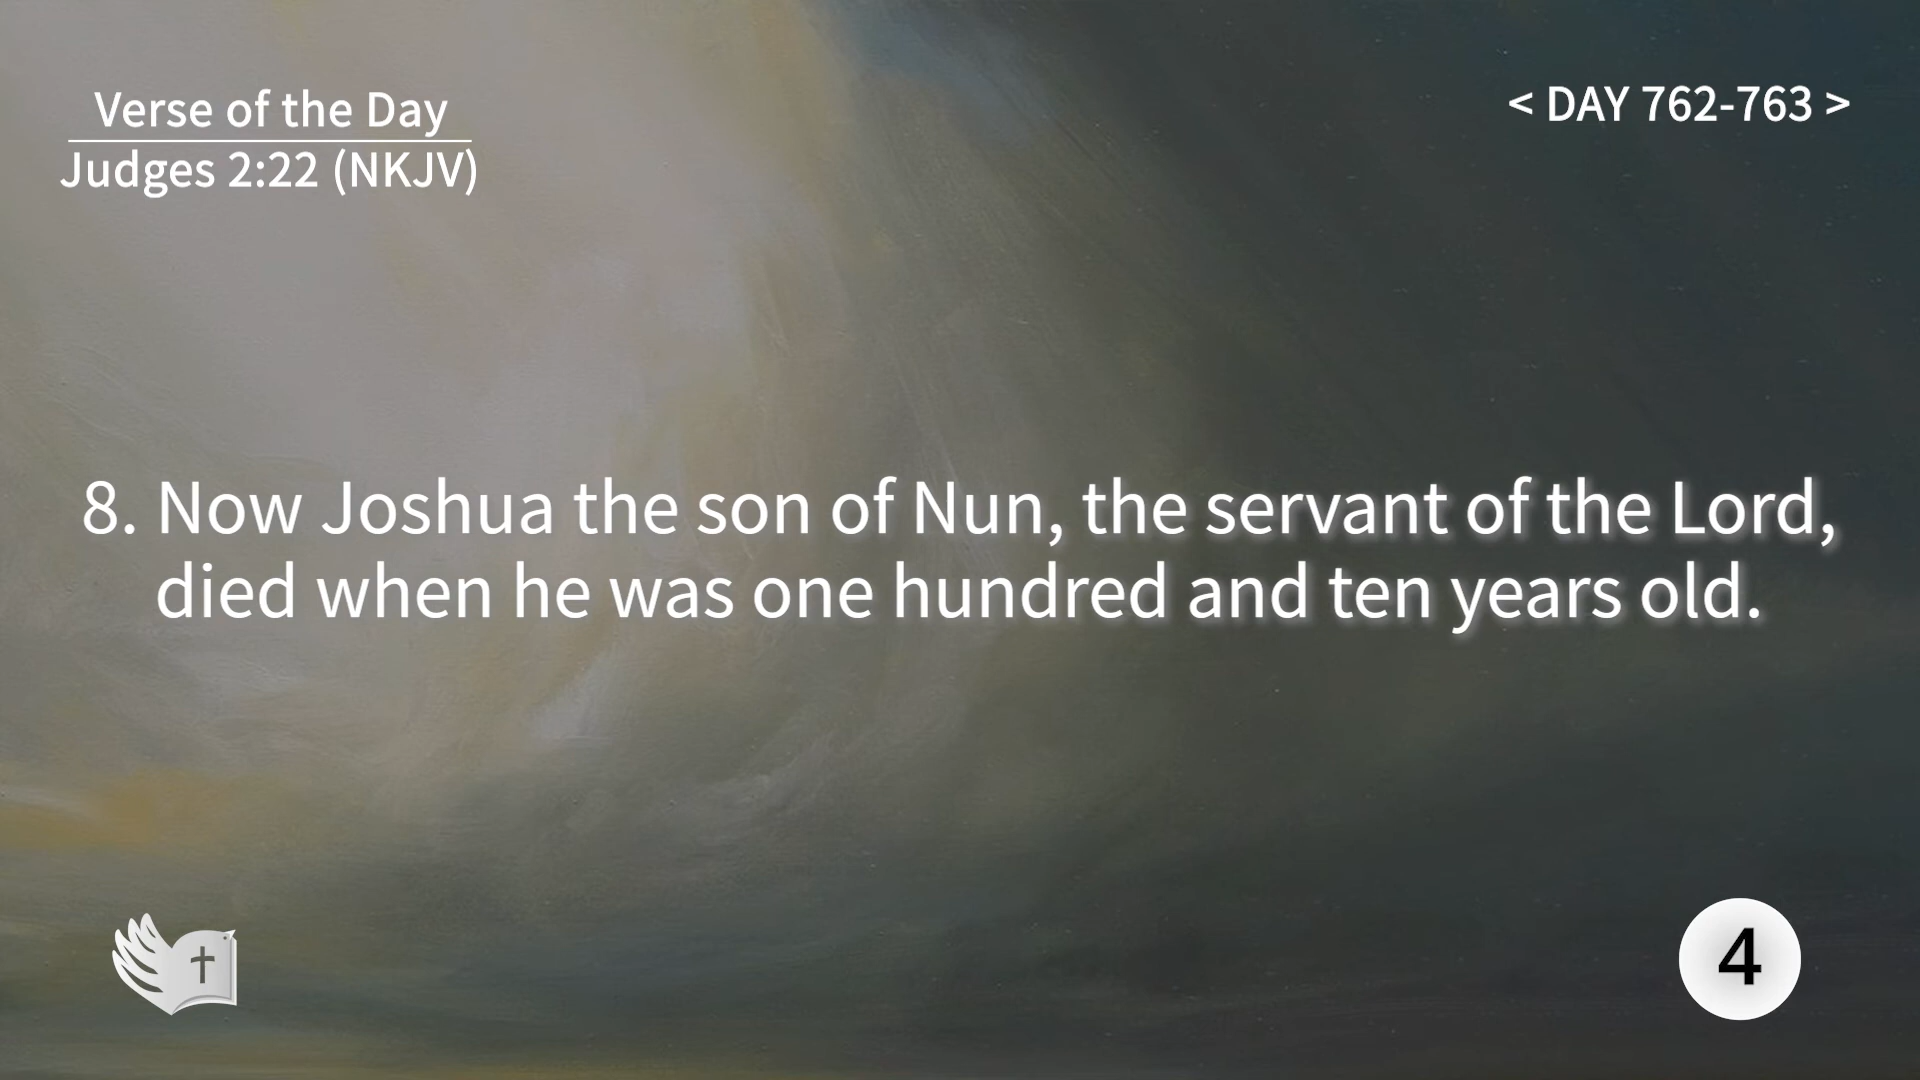 Verse of the Day
Judges 2:22 (NKJV)
< DAY 762-763 >
8. Now Joshua the son of Nun, the servant of the Lord,
died when he was one hundred and ten years old.
4